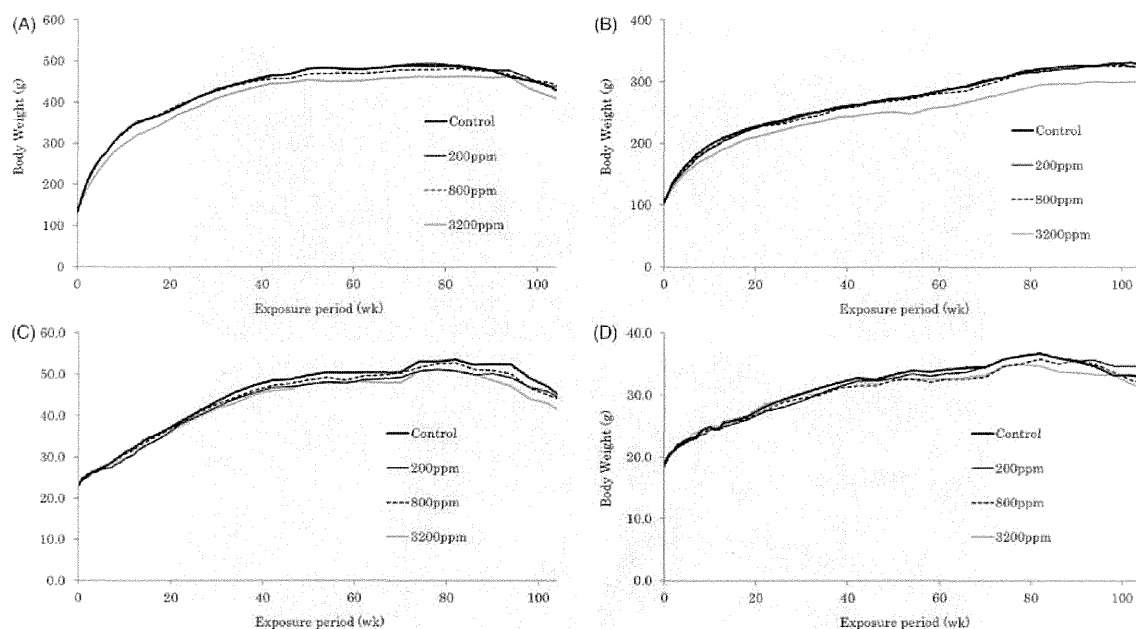 (A)
600
500
400
300
200
100
0
Body Weight (g)
Control
200ppm
800ppm
3200ppm
0 20 40 60 80 100
Exposure period (wk)
(B)
400
300
200
100
0
Body Weight (g)
Control
200ppm
800ppm
3200ppm
0 20 40 60 80 100
Exposure period (wk)
(C)
60.0
50.0
40.0
30.0
20.0
10.0
0.0
Body Weight (g)
Control
200ppm
800ppm
3200ppm
0 20 40 60 80 100
Exposure period (wk)
(D)
40.0
30.0
20.0
10.0
0.0
Body Weight (g)
Control
200ppm
800ppm
3200ppm
0 20 40 60 80 100
Exposure period (wk)